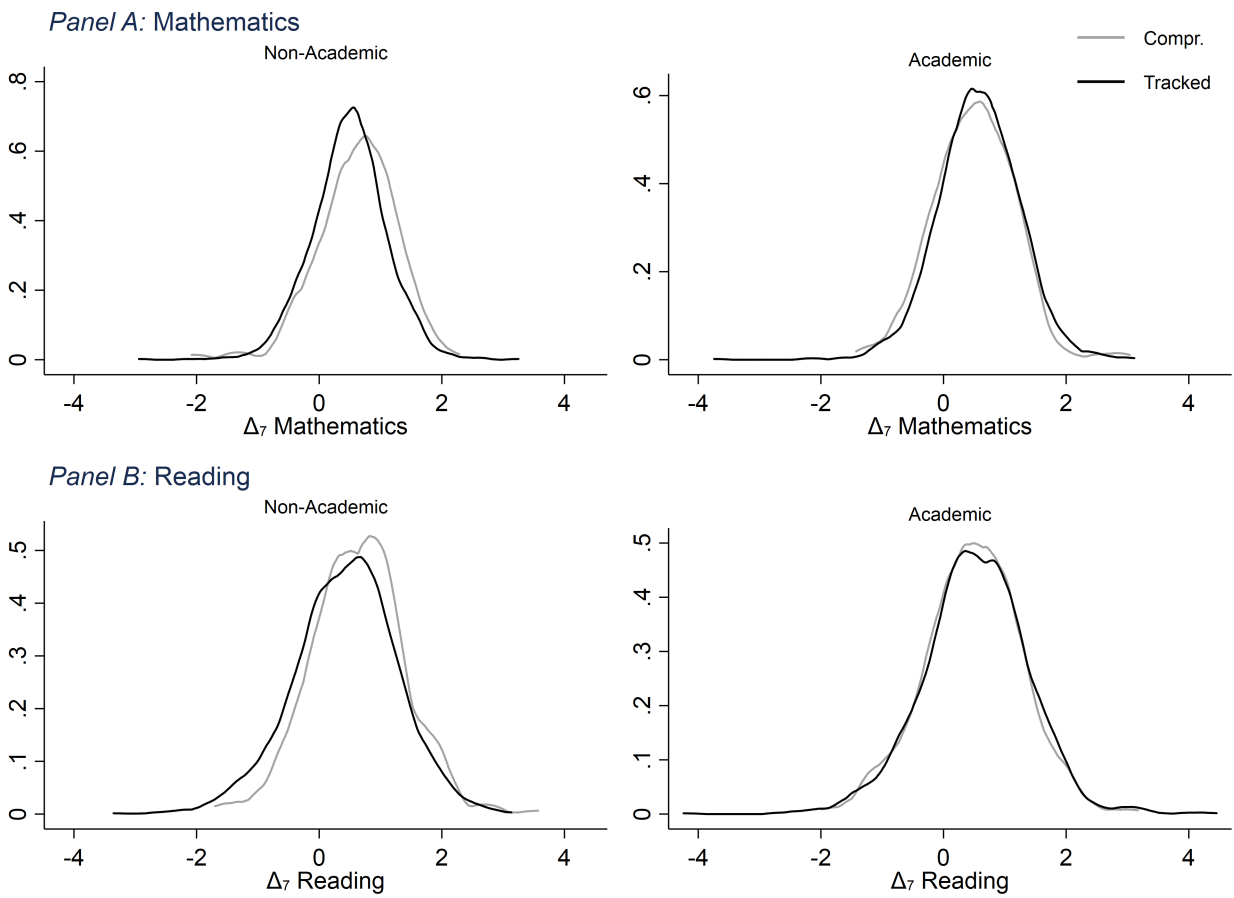 Panel A: Mathematics
Non-Academic
.8
.6
.4
.2
0
-4 -2 0 2 4
Δ₇ Mathematics
Academic
Compr.
Tracked
.6
.4
.2
0
-4 -2 0 2 4
Δ₇ Mathematics
Panel B: Reading
Non-Academic
.5
.4
.3
.2
.1
0
-4 -2 0 2 4
Δ₇ Reading
Academic
.5
.4
.3
.2
.1
0
-4 -2 0 2 4
Δ₇ Reading